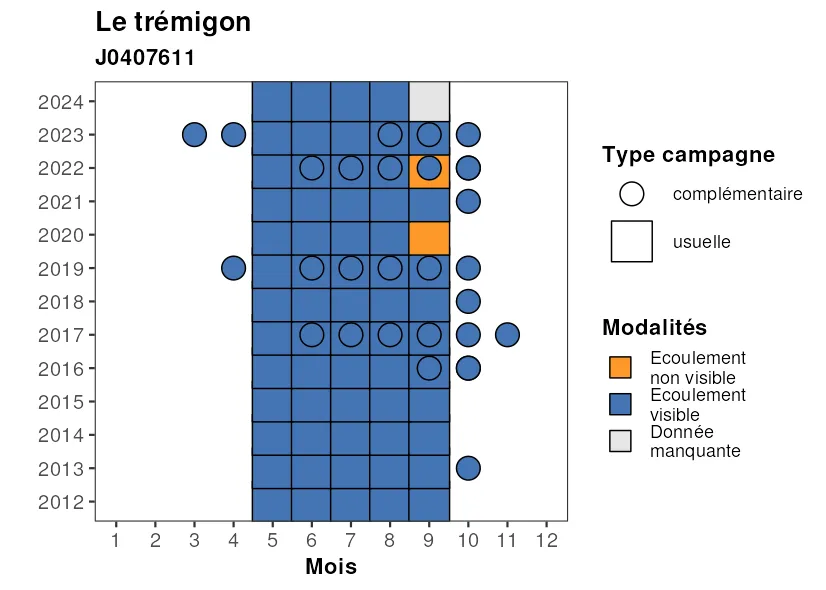 Le trémigon
J0407611
2024
2023
2022
2021
2020
2019
2018
2017
2016
2015
2014
2013
2012
1 2 3 4 5 6 7 8 9 10 11 12
Mois
Type campagne
complémentaire
usuelle
Modalités
Ecoulement
non visible
Ecoulement
visible
Donnée
manquante